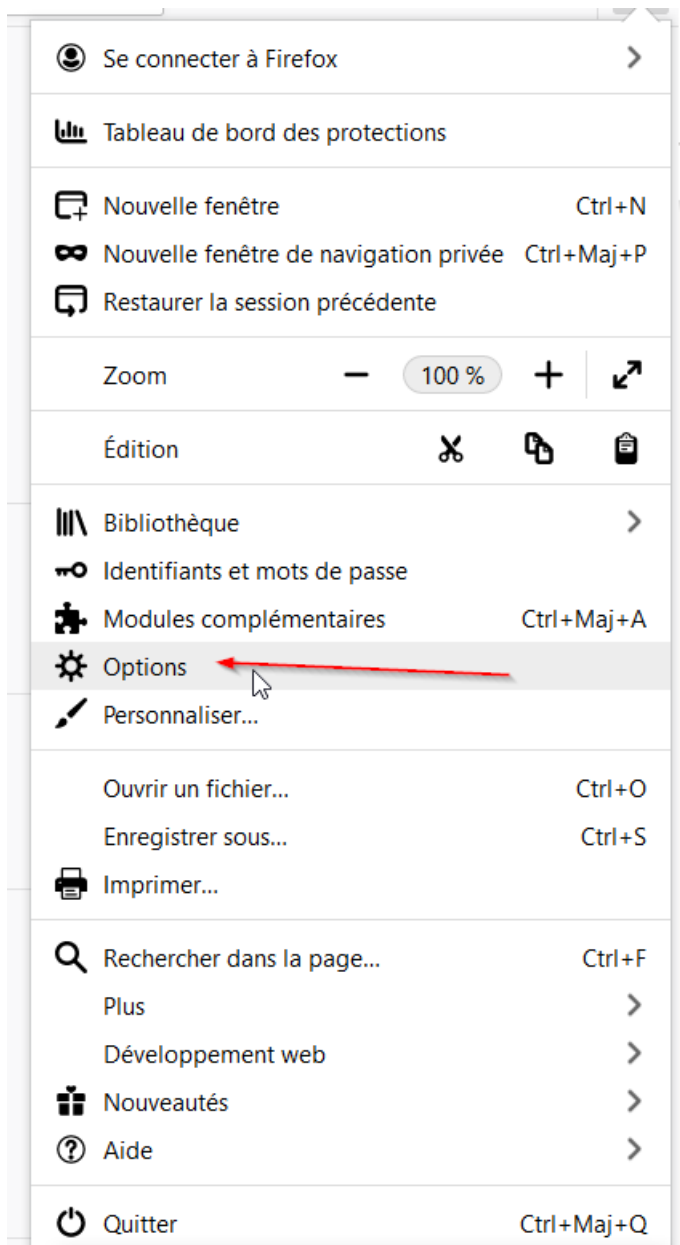 Se connecter à Firefox
Tableau de bord des protections
Nouvelle fenêtre Ctrl+N
Nouvelle fenêtre de navigation privée Ctrl+Maj+P
Restaurer la session précédente
Zoom 100 %
Édition
Bibliothèque
Identifiants et mots de passe
Modules complémentaires Ctrl+Maj+A
Options
Personnaliser...
Ouvrir un fichier... Ctrl+O
Enregistrer sous... Ctrl+S
Imprimer...
Rechercher dans la page... Ctrl+F
Plus
Développement web
Nouveautés
Aide
Quitter Ctrl+Maj+Q